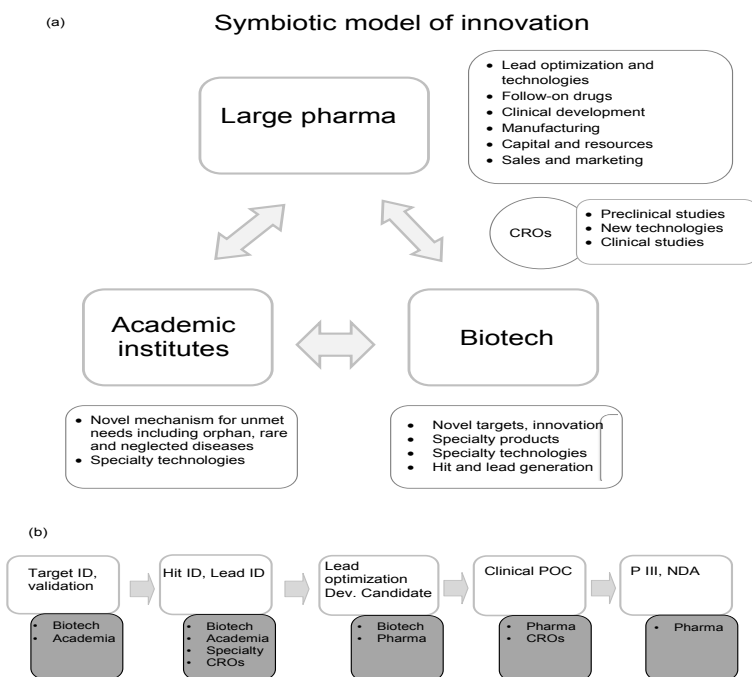 (a)
Symbiotic model of innovation
Large pharma
• Lead optimization and
technologies
• Follow-on drugs
• Clinical development
• Manufacturing
• Capital and resources
• Sales and marketing
CROs
• Preclinical studies
• New technologies
• Clinical studies
Academic
institutes
Biotech
• Novel mechanism for unmet
needs including orphan, rare
and neglected diseases
• Specialty technologies
• Novel targets, innovation
• Specialty products
• Specialty technologies
• Hit and lead generation
(b)
Target ID,
validation
• Biotech
• Academia
Hit ID, Lead ID
• Biotech
• Academia
• Specialty
• CROs
Lead
optimization
Dev. Candidate
• Biotech
• Pharma
Clinical POC
• Pharma
• CROs
P III, NDA
• Pharma